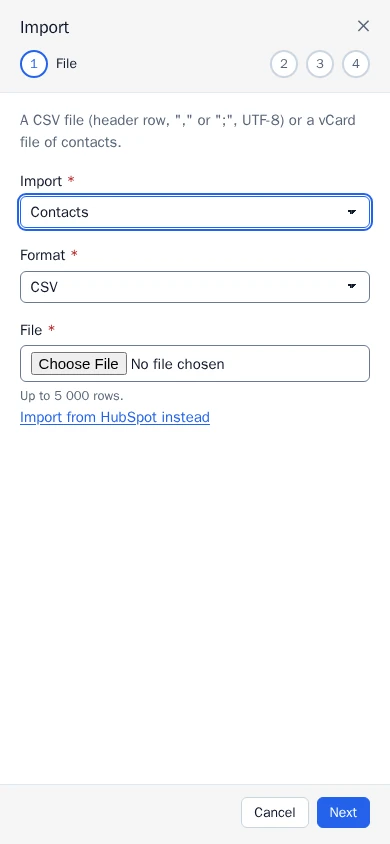 Import
1 File 2 3 4
A CSV file (header row, "," or ";", UTF-8) or a vCard
file of contacts.
Import *
Contacts
Format *
CSV
File *
Choose File No file chosen
Up to 5 000 rows.
Import from HubSpot instead
Cancel Next